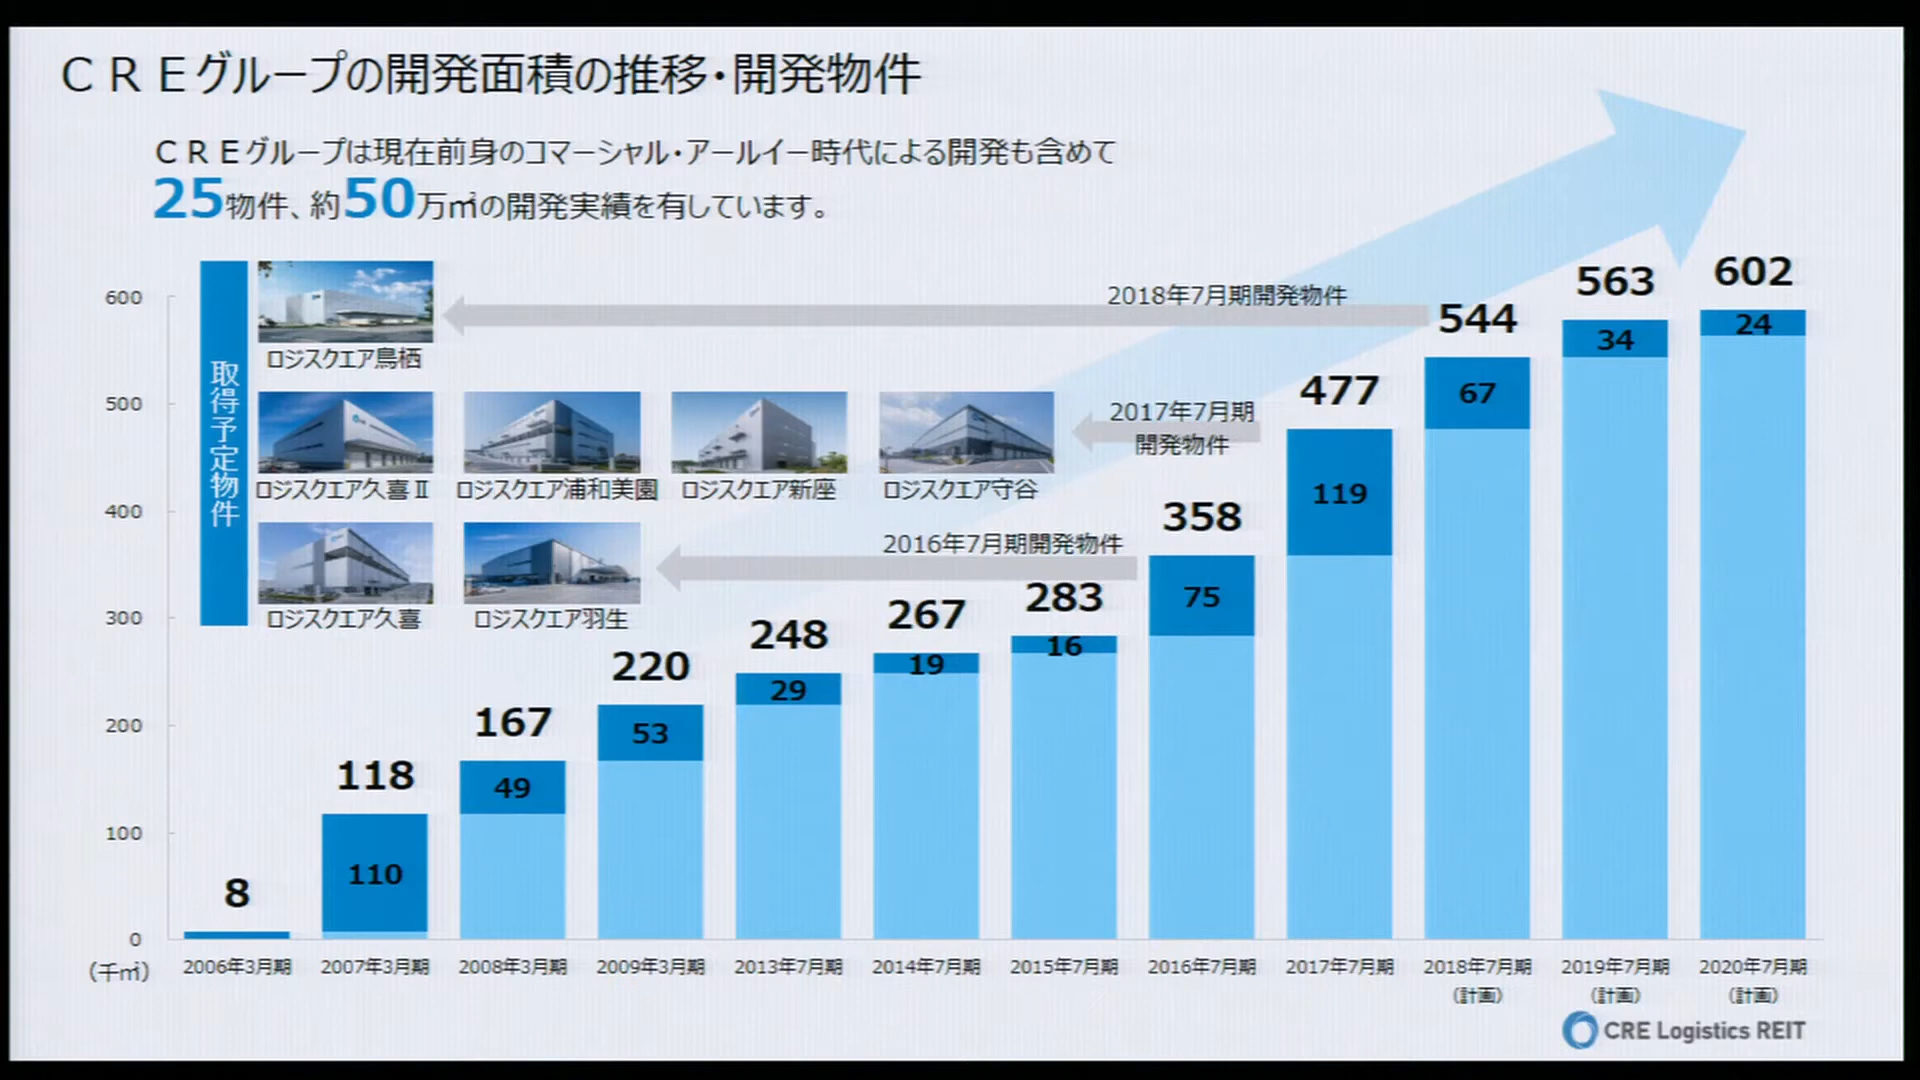 ＣＲＥグループの開発面積の推移・開発物件
ＣＲＥグループは現在前身のコマーシャル・アールイー時代による開発も含めて
25物件、約50万㎡の開発実績を有しています。
取得予定物件
ロジスクエア鳥栖
2018年7月期開発物件
ロジスクエア久喜Ⅱ
ロジスクエア浦和美園
ロジスクエア新座
ロジスクエア守谷
2017年7月期
開発物件
ロジスクエア久喜
ロジスクエア羽生
2016年7月期開発物件
600
500
400
300
200
100
0
(千㎡)
8
118
110
167
49
220
53
248
29
267
19
283
16
358
75
477
119
544
67
563
34
602
24
2006年3月期
2007年3月期
2008年3月期
2009年3月期
2013年7月期
2014年7月期
2015年7月期
2016年7月期
2017年7月期
2018年7月期
(計画)
2019年7月期
(計画)
2020年7月期
(計画)
CRE Logistics REIT